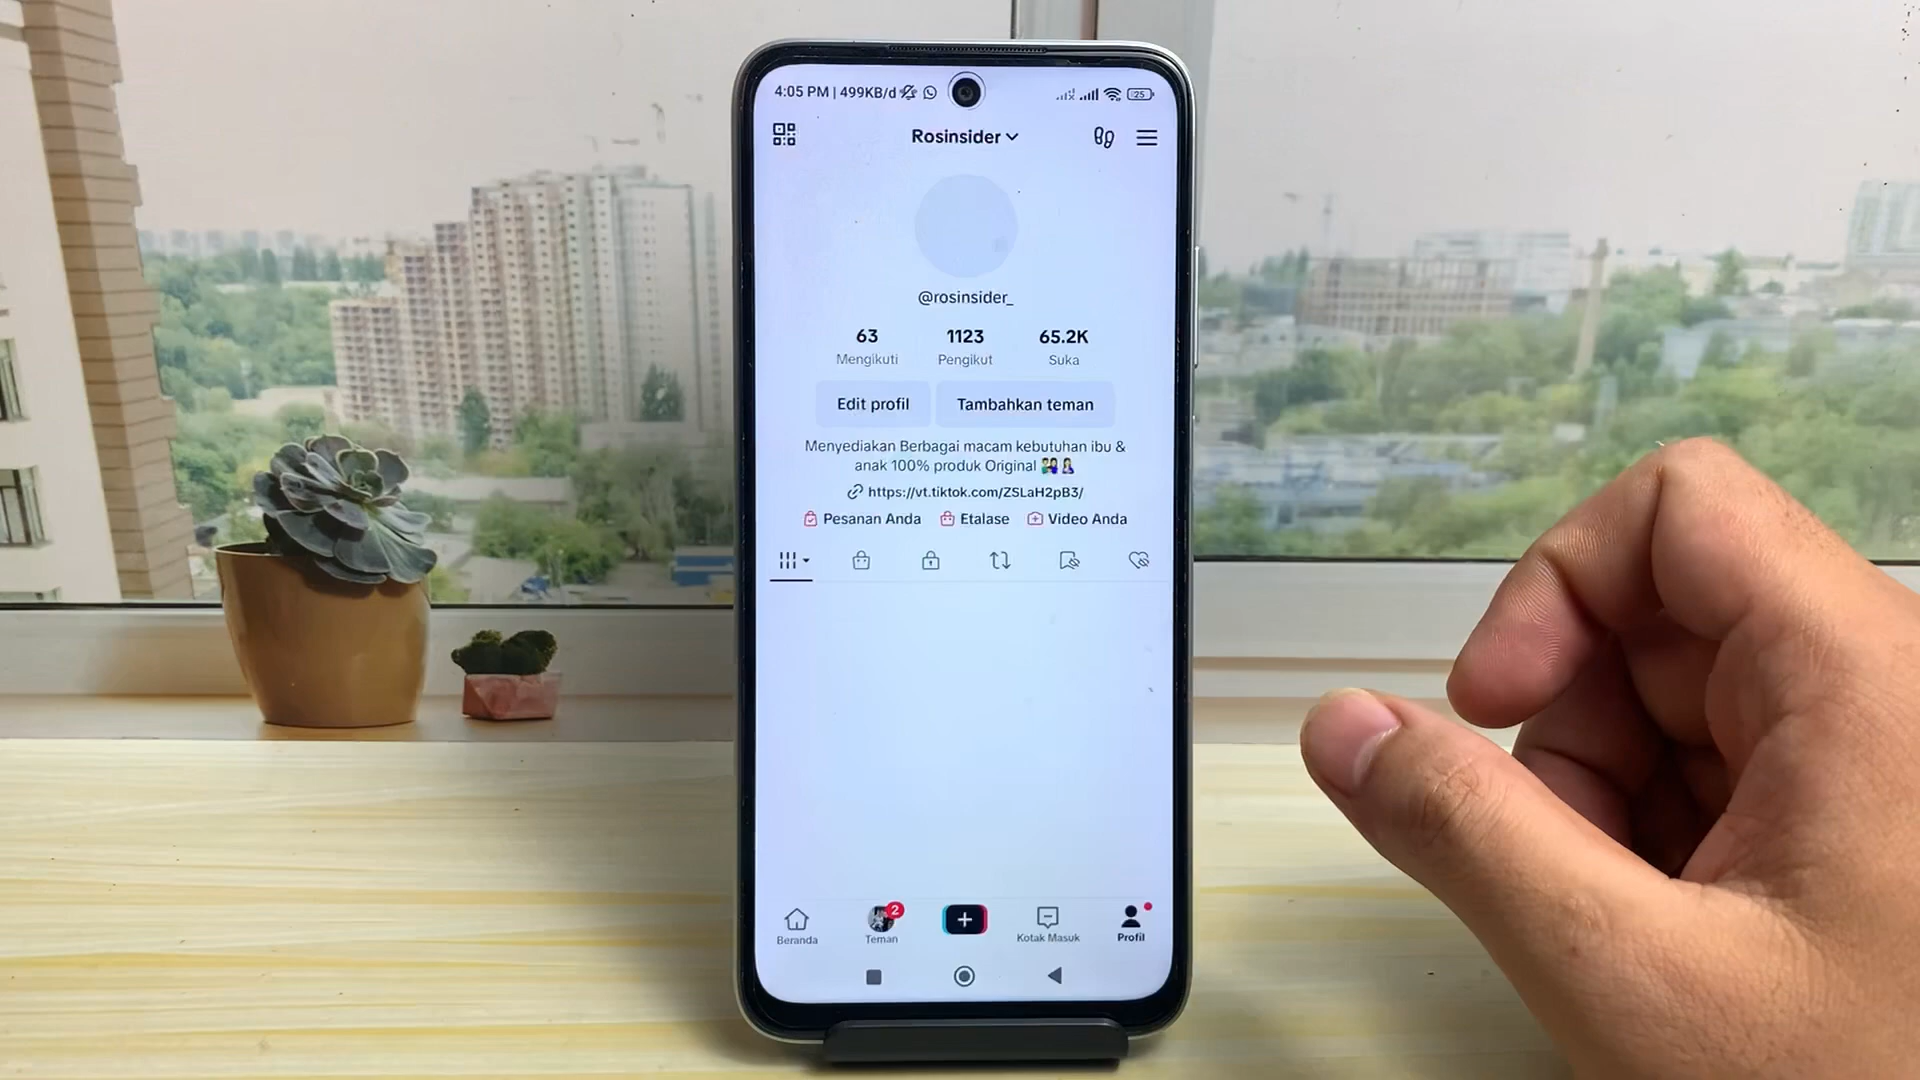 4:05 PM | 499KB/d
25
Rosinsider
@rosinsider_
63 1123 65.2K
Mengikuti Pengikut Suka
Edit profil Tambahkan teman
Menyediakan Berbagai macam kebutuhan ibu &
anak 100% produk Original
https://vt.tiktok.com/ZSLaH2pB3/
Pesanan Anda Etalase Video Anda
2
Beranda Teman Kotak Masuk Profil